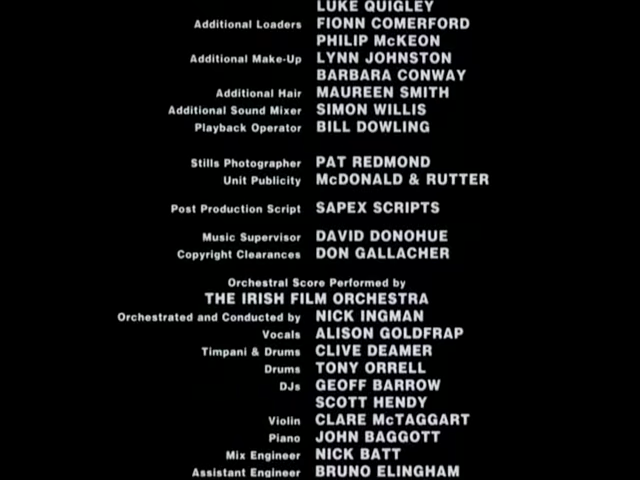 LUKE QUIGLEY
Additional Loaders FIONN COMERFORD
PHILIP McKEON
Additional Make-Up LYNN JOHNSTON
BARBARA CONWAY
Additional Hair MAUREEN SMITH
Additional Sound Mixer SIMON WILLIS
Playback Operator BILL DOWLING
Stills Photographer PAT REDMOND
Unit Publicity McDONALD & RUTTER
Post Production Script SAPEX SCRIPTS
Music Supervisor DAVID DONOHUE
Copyright Clearances DON GALLACHER
Orchestral Score Performed by
THE IRISH FILM ORCHESTRA
Orchestrated and Conducted by NICK INGMAN
Vocals ALISON GOLDFRAP
Timpani & Drums CLIVE DEAMER
Drums TONY ORRELL
DJs GEOFF BARROW
SCOTT HENDY
Violin CLARE McTAGGART
Piano JOHN BAGGOTT
Mix Engineer NICK BATT
Assistant Engineer BRUNO ELINGHAM